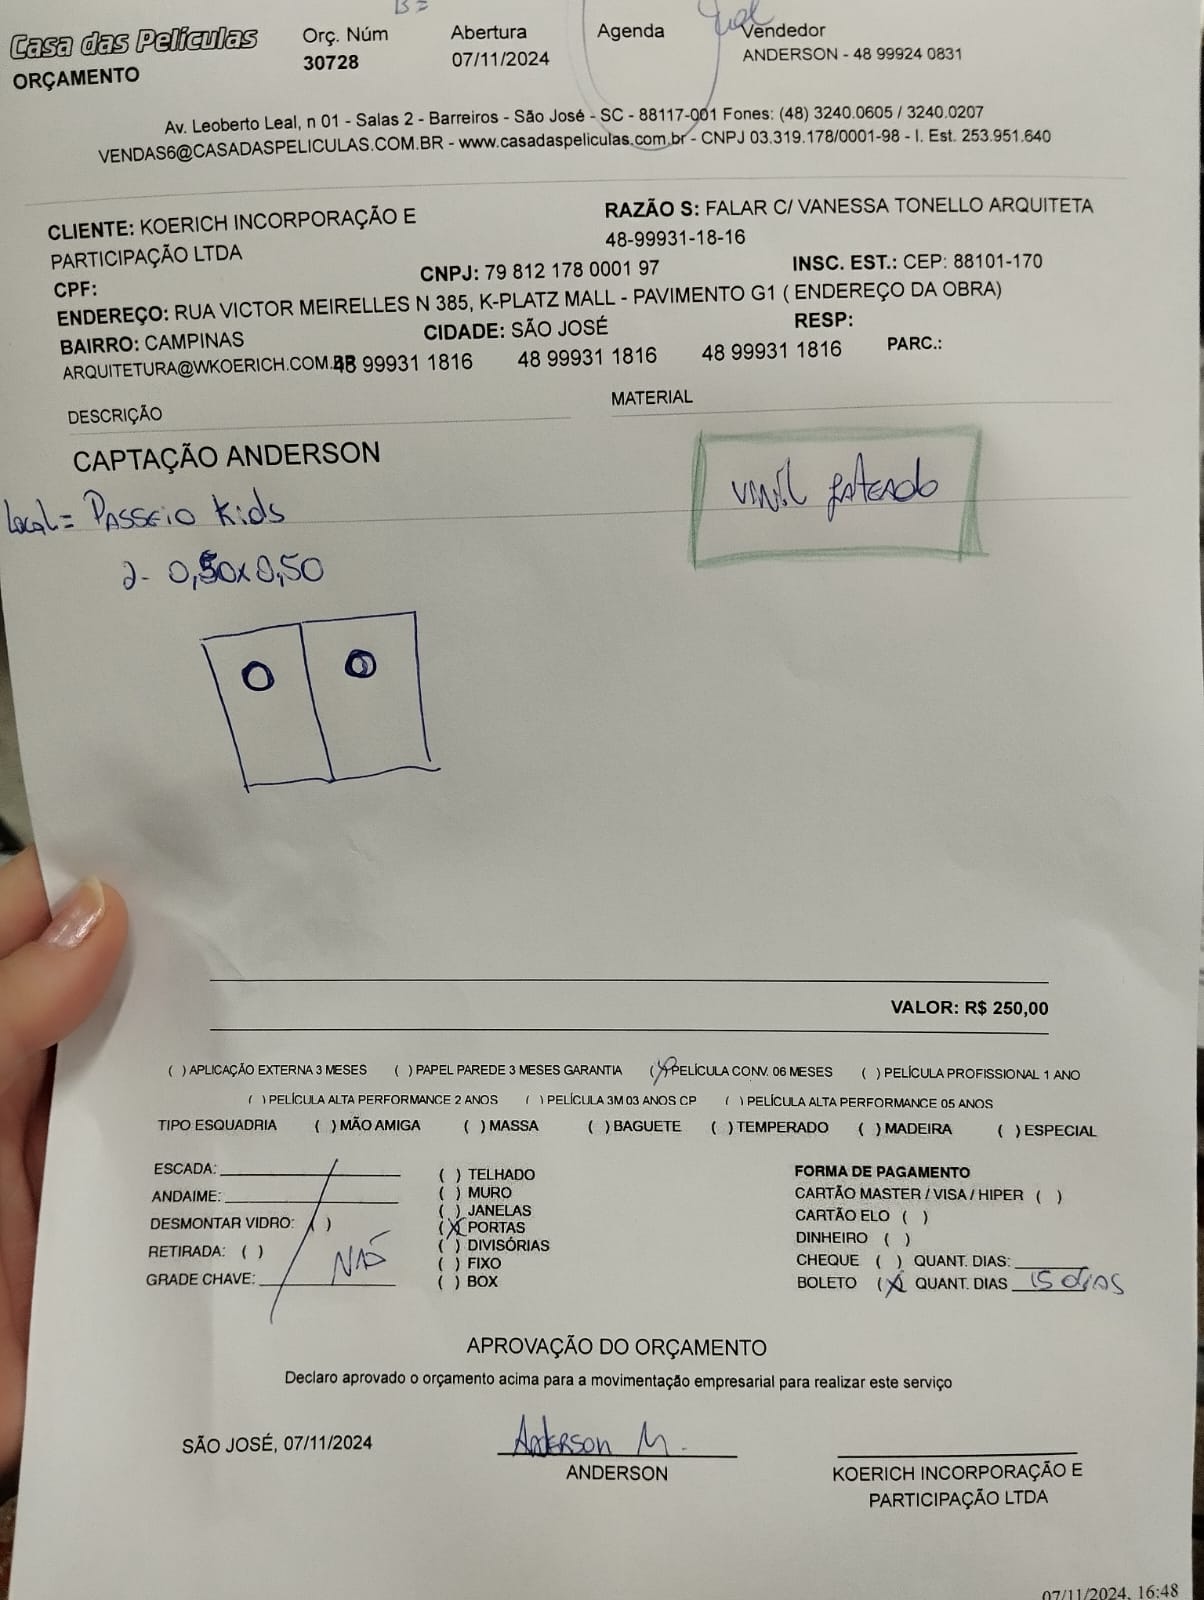 Casa das Películas Orç. Núm Abertura Agenda Vendedor
ORÇAMENTO 30728 07/11/2024 ANDERSON - 48 99924 0831
Av. Leoberto Leal, n 01 - Salas 2 - Barreiros - São José - SC - 88117-001 Fones: (48) 3240.0605 / 3240.0207
VENDAS6@CASADASPELICULAS.COM.BR - www.casadaspeliculas.com.br - CNPJ 03.319.178/0001-98 - I. Est. 253.951.640
CLIENTE: KOERICH INCORPORAÇÃO E RAZÃO S: FALAR C/ VANESSA TONELLO ARQUITETA
PARTICIPAÇÃO LTDA 48-99931-18-16
CPF: CNPJ: 79 812 178 0001 97 INSC. EST.: CEP: 88101-170
ENDEREÇO: RUA VICTOR MEIRELLES N 385, K-PLATZ MALL - PAVIMENTO G1 ( ENDEREÇO DA OBRA)
BAIRRO: CAMPINAS CIDADE: SÃO JOSÉ RESP:
ARQUITETURA@WKOERICH.COM.BR 48 99931 1816 48 99931 1816 48 99931 1816 PARC.:
DESCRIÇÃO MATERIAL
CAPTAÇÃO ANDERSON
Vinil jateado
Local = Passeio Kids
2- 0,50x0,50
VALOR: R$ 250,00
( ) APLICAÇÃO EXTERNA 3 MESES ( ) PAPEL PAREDE 3 MESES GARANTIA (X) PELÍCULA CONV. 06 MESES ( ) PELÍCULA PROFISSIONAL 1 ANO
( ) PELÍCULA ALTA PERFORMANCE 2 ANOS ( ) PELÍCULA 3M 03 ANOS CP ( ) PELÍCULA ALTA PERFORMANCE 05 ANOS
TIPO ESQUADRIA ( ) MÃO AMIGA ( ) MASSA ( ) BAGUETE ( ) TEMPERADO ( ) MADEIRA ( ) ESPECIAL
ESCADA:
ANDAIME:
DESMONTAR VIDRO: ( )
RETIRADA: ( )
GRADE CHAVE:
NÃO
( ) TELHADO
( ) MURO
( ) JANELAS
(X) PORTAS
( ) DIVISÓRIAS
( ) FIXO
( ) BOX
FORMA DE PAGAMENTO
CARTÃO MASTER / VISA / HIPER ( )
CARTÃO ELO ( )
DINHEIRO ( )
CHEQUE ( ) QUANT. DIAS:
BOLETO (X) QUANT. DIAS 15 dias
APROVAÇÃO DO ORÇAMENTO
Declaro aprovado o orçamento acima para a movimentação empresarial para realizar este serviço
SÃO JOSÉ, 07/11/2024 Anderson M.
ANDERSON KOERICH INCORPORAÇÃO E
PARTICIPAÇÃO LTDA
07/11/2024, 16:48